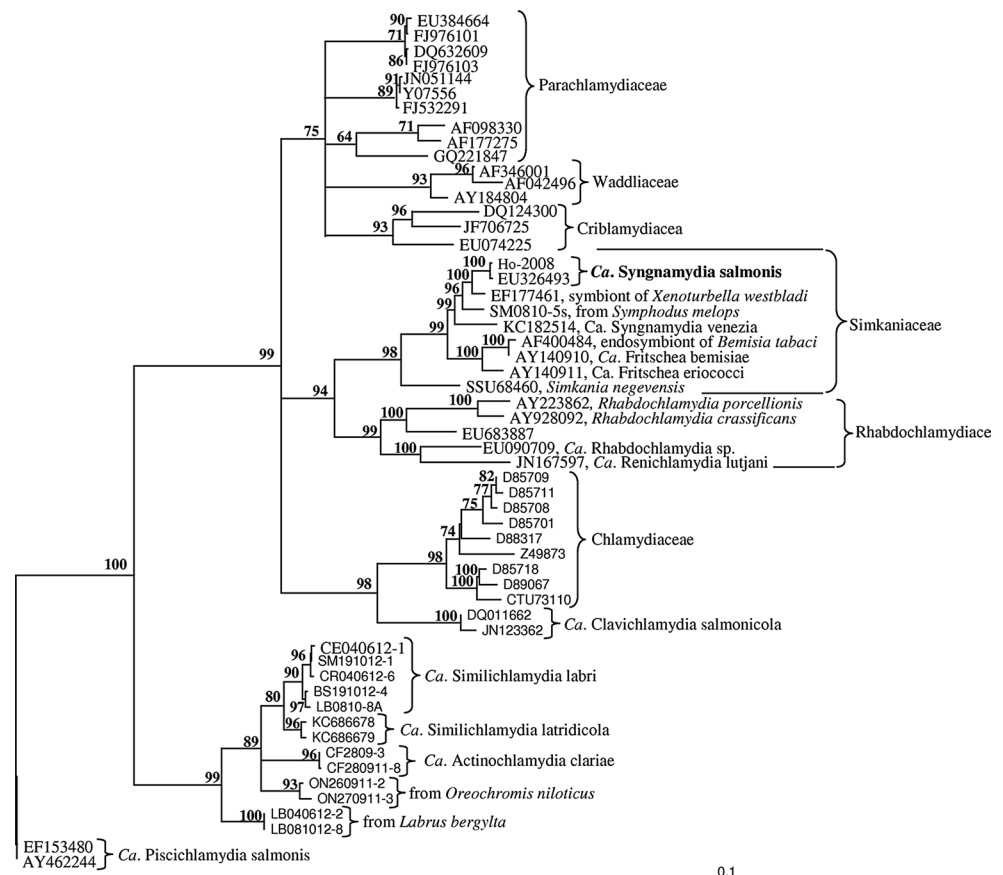 90
EU384664
71
FJ976101
DQ632609
86
FJ976103
91
JN051144
89
Y07556
FJ532291
Parachlamydiaceae
75
71
AF098330
64
AF177275
GQ221847
96
AF346001
93
AF042496
AY184804
Waddliaceae
96
DQ124300
93
JF706725
EU074225
Criblamydiacea
100
Ho-2008
100
EU326493
Ca. Syngnamydia salmonis
96
EF177461, symbiont of Xenoturbella westbladi
99
SM0810-5s, from Symphodus melops
99
KC182514, Ca. Syngnamydia venezia
100
AF400484, endosymbiont of Bemisia tabaci
98
100
AY140910, Ca. Fritschea bemisiae
AY140911, Ca. Fritschea eriococci
SSU68460, Simkania negevensis
Simkaniaceae
99
94
100
AY223862, Rhabdochlamydia porcellionis
100
AY928092, Rhabdochlamydia crassificans
99
EU683887
100
EU090709, Ca. Rhabdochlamydia sp.
JN167597, Ca. Renichlamydia lutjani
Rhabdochlamydiace
82
D85709
77
D85711
75
D85708
D85701
74
D88317
98
Z49873
100
D85718
100
D89067
CTU73110
Chlamydiaceae
98
100
DQ011662
JN123362
Ca. Clavichlamydia salmonicola
100
CE040612-1
96
SM191012-1
90
CR040612-6
BS191012-4
97
LB0810-8A
Ca. Similichlamydia labri
80
96
KC686678
KC686679
Ca. Similichlamydia latridicola
89
96
CF2809-3
CF280911-8
Ca. Actinochlamydia clariae
99
93
ON260911-2
ON270911-3
from Oreochromis niloticus
100
LB040612-2
LB081012-8
from Labrus bergylta
EF153480
AY462244
Ca. Piscichlamydia salmonis
0.1